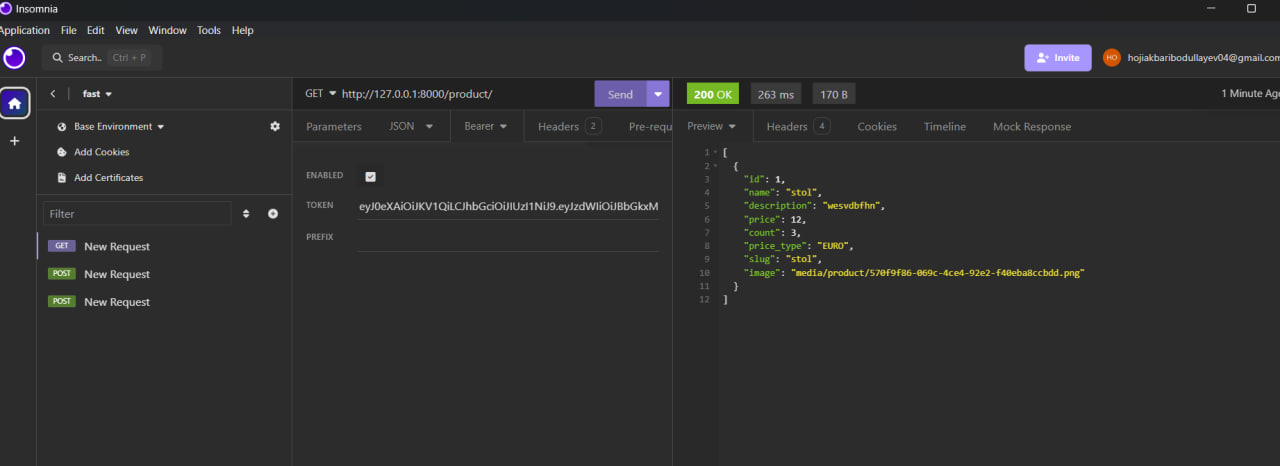 Insomnia
Application File Edit View Window Tools Help
Search.. Ctrl + P
Invite
HO hojiakbaribodullayev04@gmail.com
fast
GET http://127.0.0.1:8000/product/ Send
200 OK 263 ms 170 B 1 Minute Ago
Base Environment
Add Cookies
Add Certificates
Filter
GET New Request
POST New Request
POST New Request
Parameters JSON Bearer Headers 2 Pre-requ
ENABLED
TOKEN
PREFIX
Preview Headers 4 Cookies Timeline Mock Response
1 [
2 {
3 "id": 1,
4 "name": "stol",
5 "description": "wesvdbfhn",
6 "price": 12,
7 "count": 3,
8 "price_type": "EURO",
9 "slug": "stol",
10 "image": "media/product/570f9f86-069c-4ce4-92e2-f40eba8ccbdd.png"
11 }
12 ]